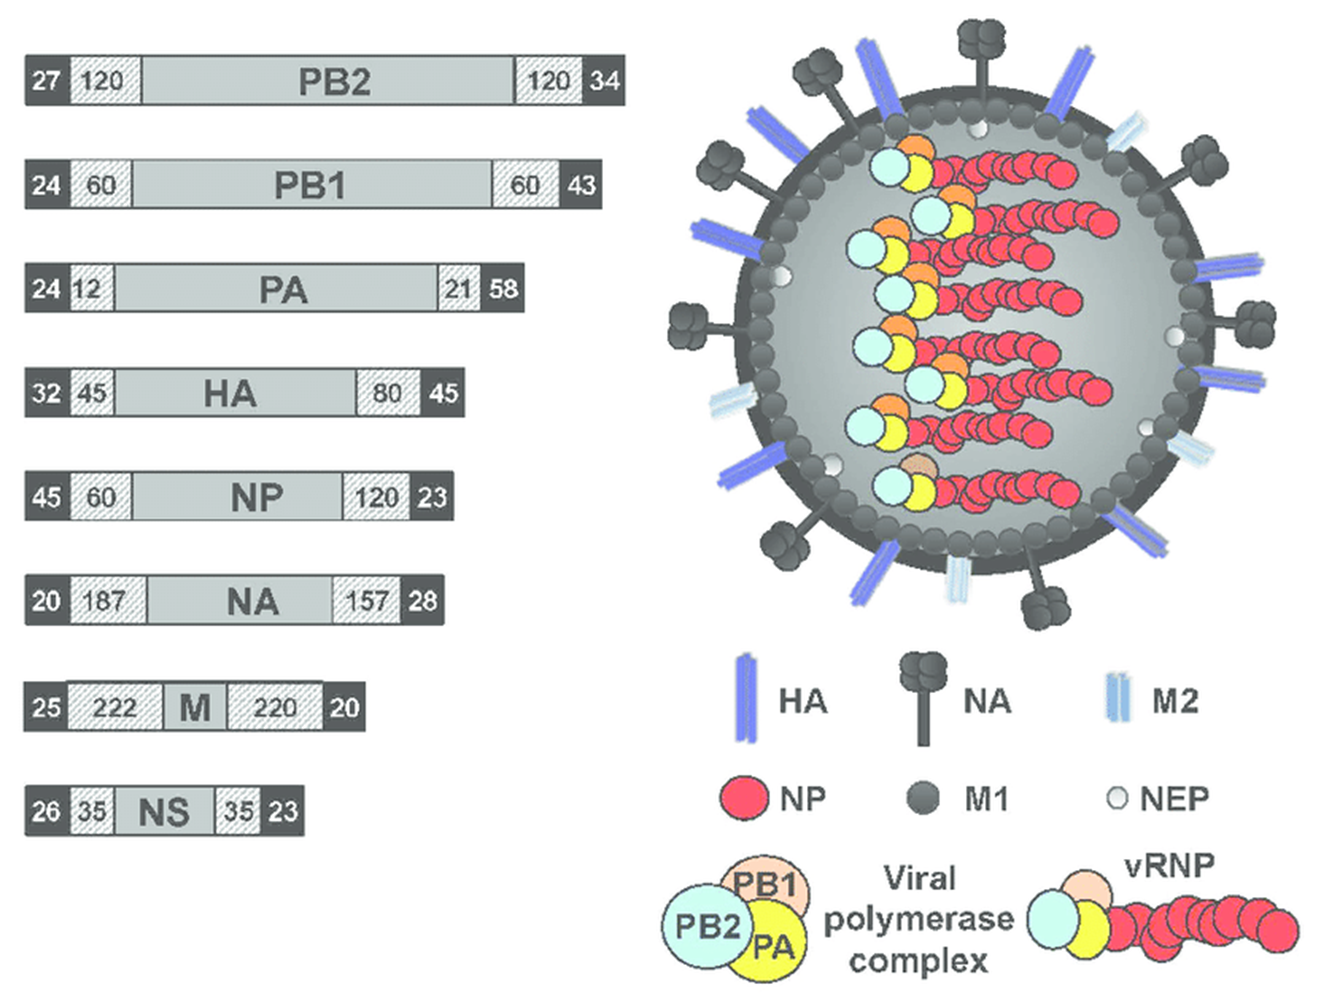 27 120 PB2 120 34
24 60 PB1 60 43
24 12 PA 21 58
32 45 HA 80 45
45 60 NP 120 23
20 187 NA 157 28
25 222 M 220 20
26 35 NS 35 23
HA NA M2
NP M1 NEP
PB1
PB2
PA
Viral
polymerase
complex
vRNP